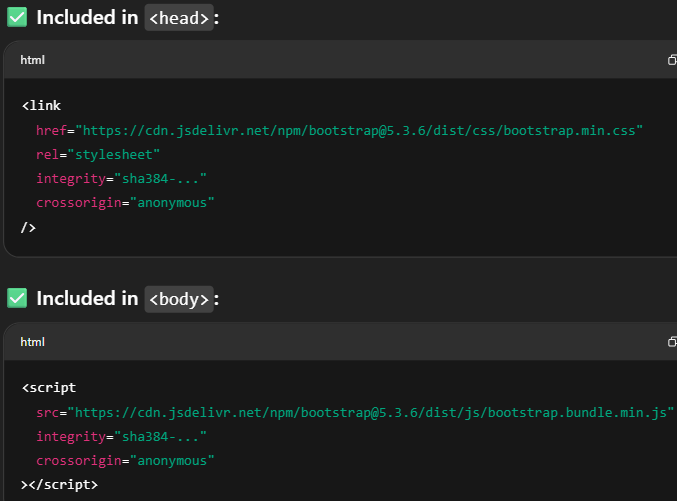 ✅ Included in <head>:
html
<link
href="https://cdn.jsdelivr.net/npm/bootstrap@5.3.6/dist/css/bootstrap.min.css"
rel="stylesheet"
integrity="sha384-..."
crossorigin="anonymous"
/>
✅ Included in <body>:
html
<script
src="https://cdn.jsdelivr.net/npm/bootstrap@5.3.6/dist/js/bootstrap.bundle.min.js"
integrity="sha384-..."
crossorigin="anonymous"
></script>